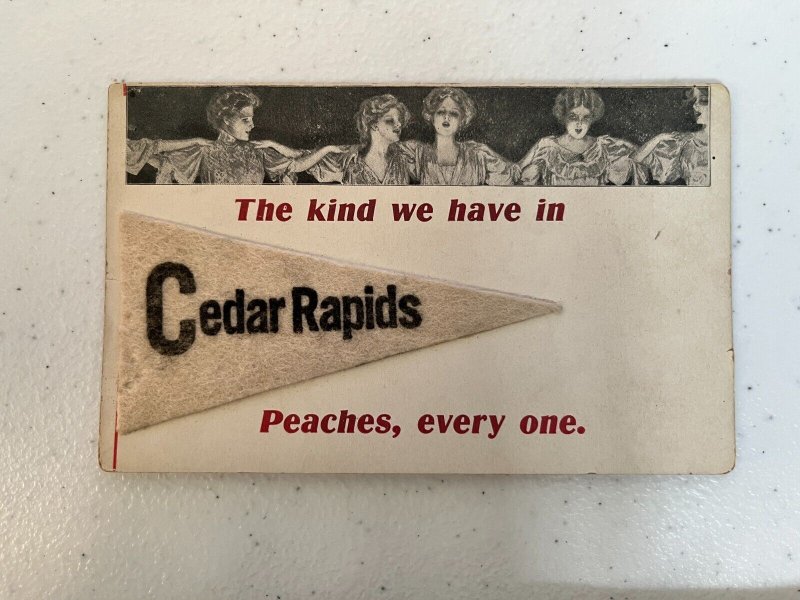 The kind we have in
Cedar Rapids
Peaches, every one.